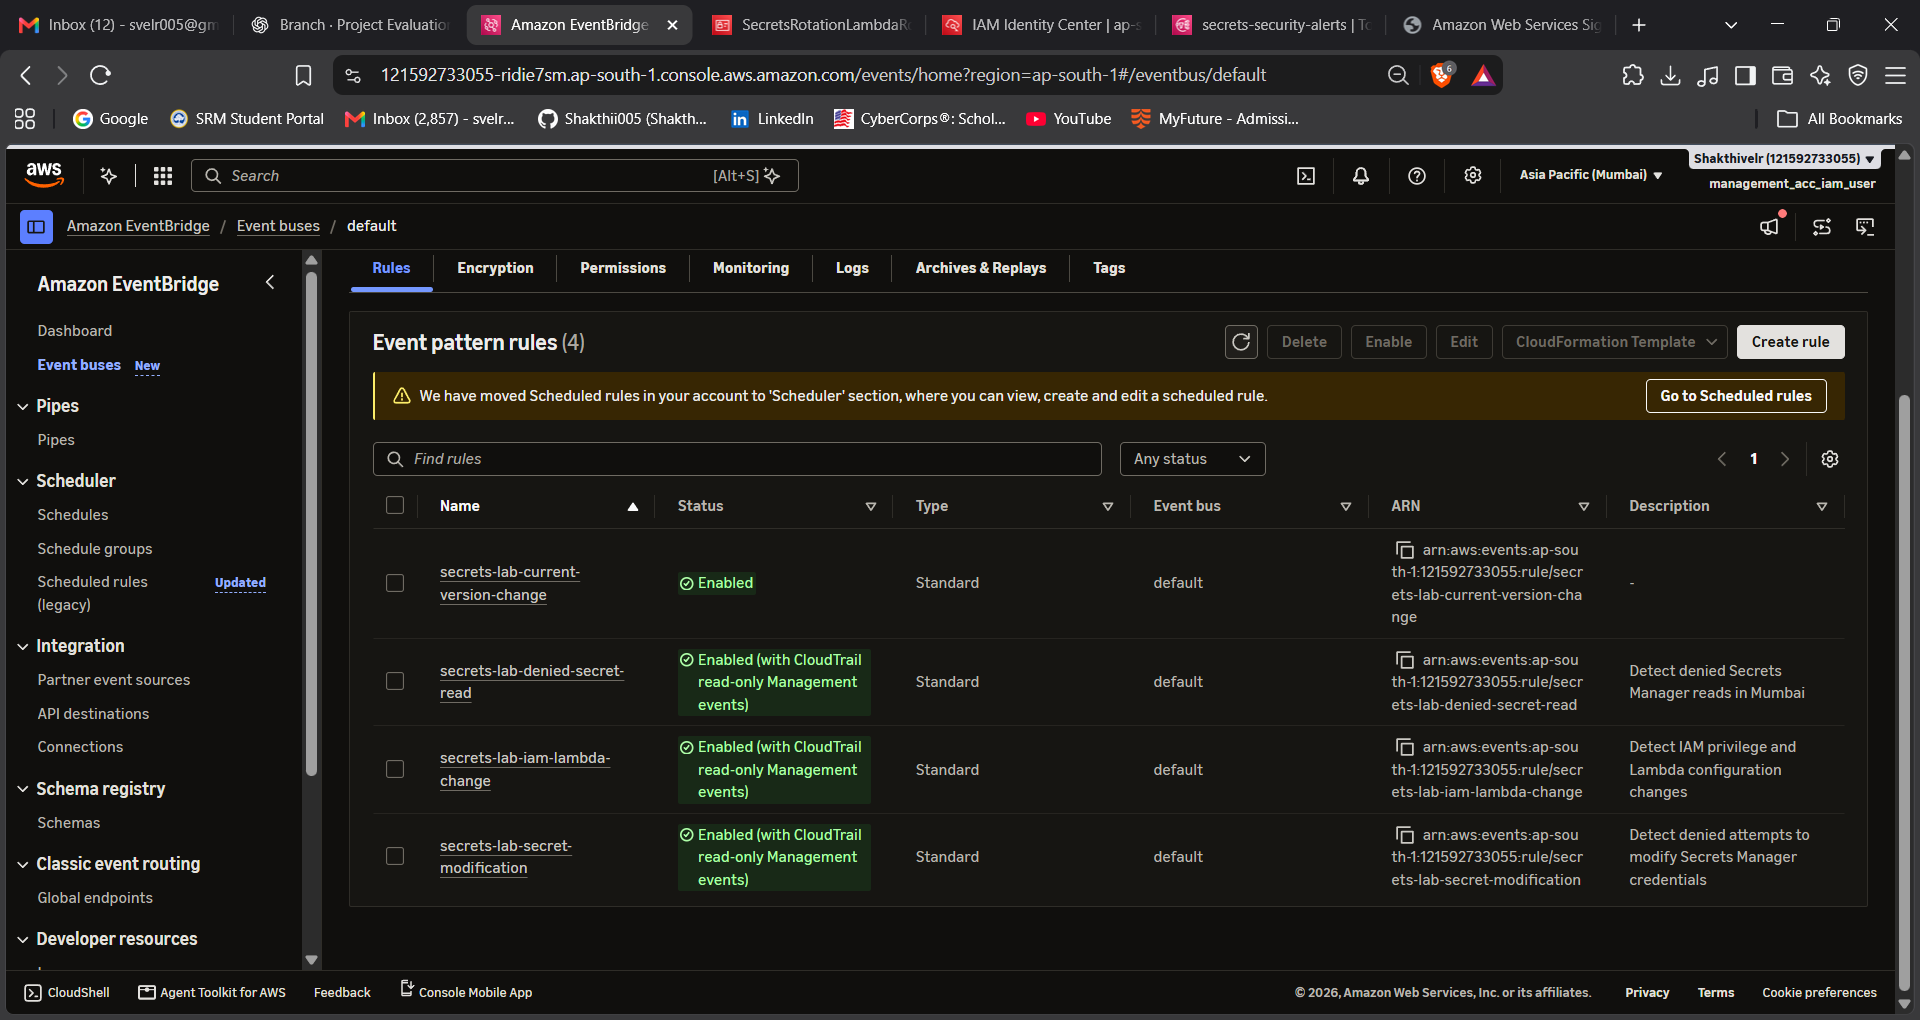 Inbox (12) - svelr005@gm
Branch · Project Evaluation
Amazon EventBridge
SecretsRotationLambdaR
IAM Identity Center | ap-s
secrets-security-alerts | To
Amazon Web Services Sig
121592733055-ridie7sm.ap-south-1.console.aws.amazon.com/events/home?region=ap-south-1#/eventbus/default
6
Google
SRM Student Portal
Inbox (2,857) - svelr...
Shakthii005 (Shakth...
LinkedIn
CyberCorps®: Schol...
YouTube
MyFuture - Admissi...
All Bookmarks
aws
Search
[Alt+S]
Asia Pacific (Mumbai)
Shakthivelr (121592733055)
management_acc_iam_user
Amazon EventBridge / Event buses / default
Amazon EventBridge
Dashboard
Event buses New
Pipes
Pipes
Scheduler
Schedules
Schedule groups
Scheduled rules
(legacy)
Updated
Integration
Partner event sources
API destinations
Connections
Schema registry
Schemas
Classic event routing
Global endpoints
Developer resources
Rules
Encryption
Permissions
Monitoring
Logs
Archives & Replays
Tags
Event pattern rules (4)
Delete
Enable
Edit
CloudFormation Template
Create rule
We have moved Scheduled rules in your account to 'Scheduler' section, where you can view, create and edit a scheduled rule.
Go to Scheduled rules
Find rules
Any status
1
Name
Status
Type
Event bus
ARN
Description
secrets-lab-current-
version-change
Enabled
Standard
default
arn:aws:events:ap-sou
th-1:121592733055:rule/secr
ets-lab-current-version-cha
nge
-
secrets-lab-denied-secret-
read
Enabled (with CloudTrail
read-only Management
events)
Standard
default
arn:aws:events:ap-sou
th-1:121592733055:rule/secr
ets-lab-denied-secret-read
Detect denied Secrets
Manager reads in Mumbai
secrets-lab-iam-lambda-
change
Enabled (with CloudTrail
read-only Management
events)
Standard
default
arn:aws:events:ap-sou
th-1:121592733055:rule/secr
ets-lab-iam-lambda-change
Detect IAM privilege and
Lambda configuration
changes
secrets-lab-secret-
modification
Enabled (with CloudTrail
read-only Management
events)
Standard
default
arn:aws:events:ap-sou
th-1:121592733055:rule/secr
ets-lab-secret-modification
Detect denied attempts to
modify Secrets Manager
credentials
CloudShell
Agent Toolkit for AWS
Feedback
Console Mobile App
© 2026, Amazon Web Services, Inc. or its affiliates.
Privacy
Terms
Cookie preferences